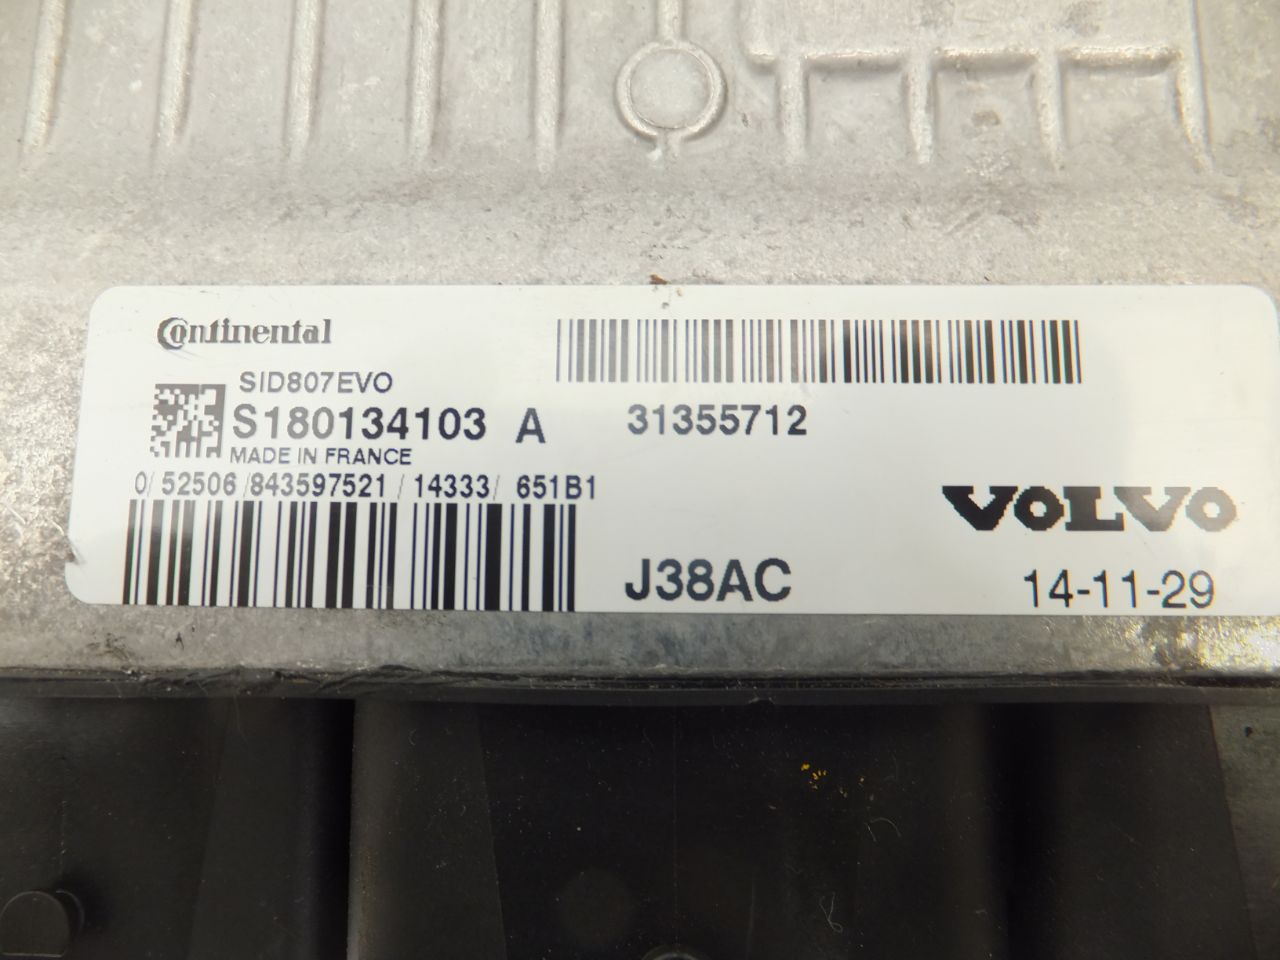 Continental
SID807EVO
S180134103 A
31355712
MADE IN FRANCE
0/ 52506 /843597521 / 14333/ 651B1
VOLVO
J38AC
14-11-29